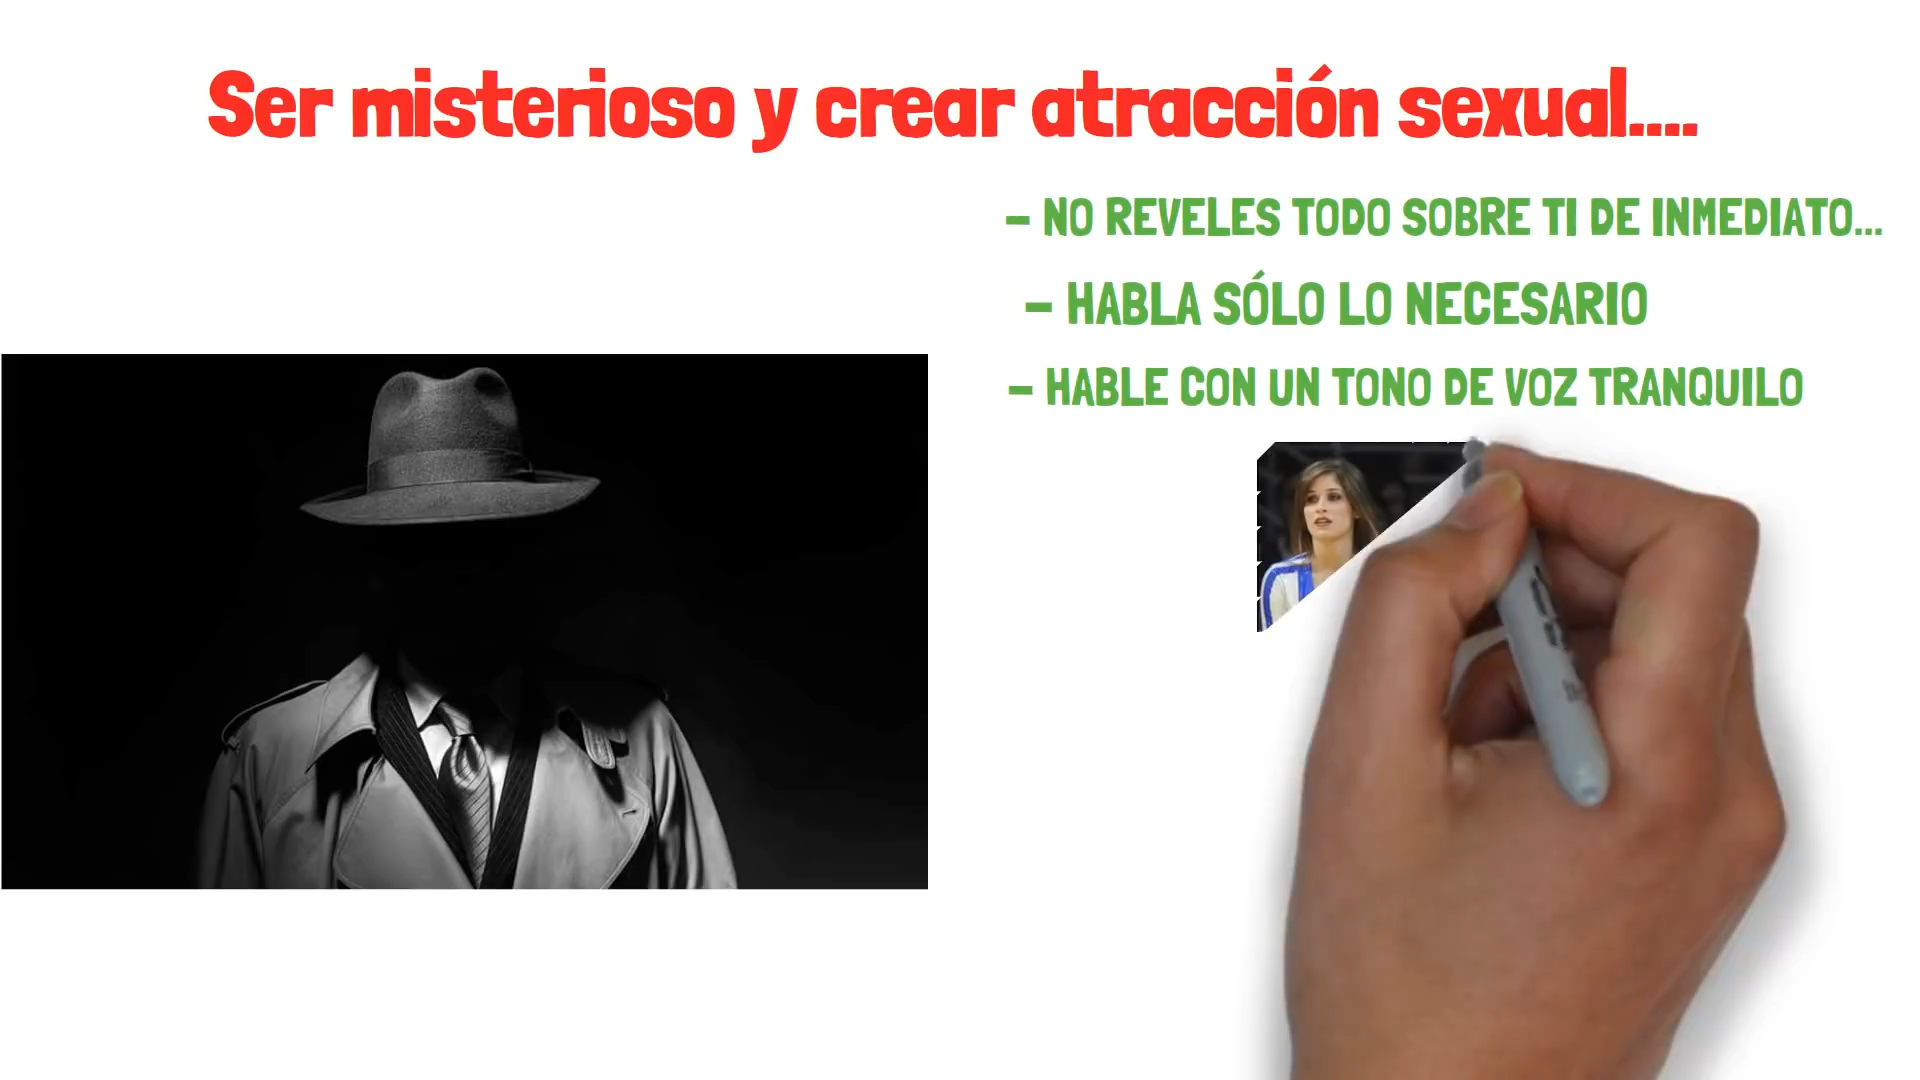 Ser misterioso y crear atracción sexual....
- NO REVELES TODO SOBRE TI DE INMEDIATO...
- HABLA SÓLO LO NECESARIO
- HABLE CON UN TONO DE VOZ TRANQUILO